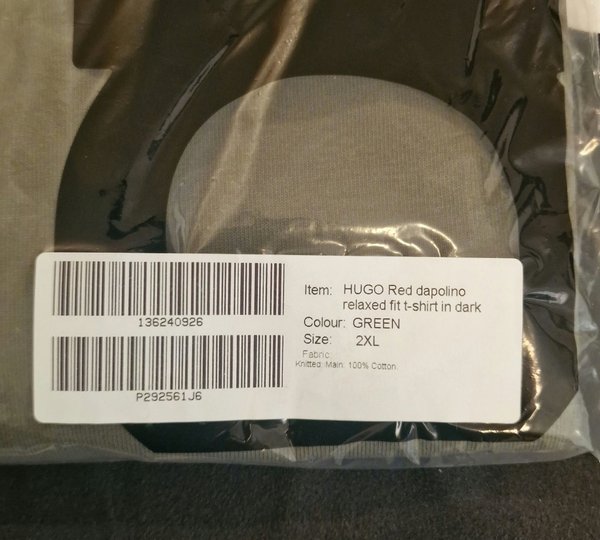 136240926
P292561J6
Item: HUGO Red dapolino
relaxed fit t-shirt in dark
Colour: GREEN
Size: 2XL
Fabric
Knitted: Main: 100% Cotton.